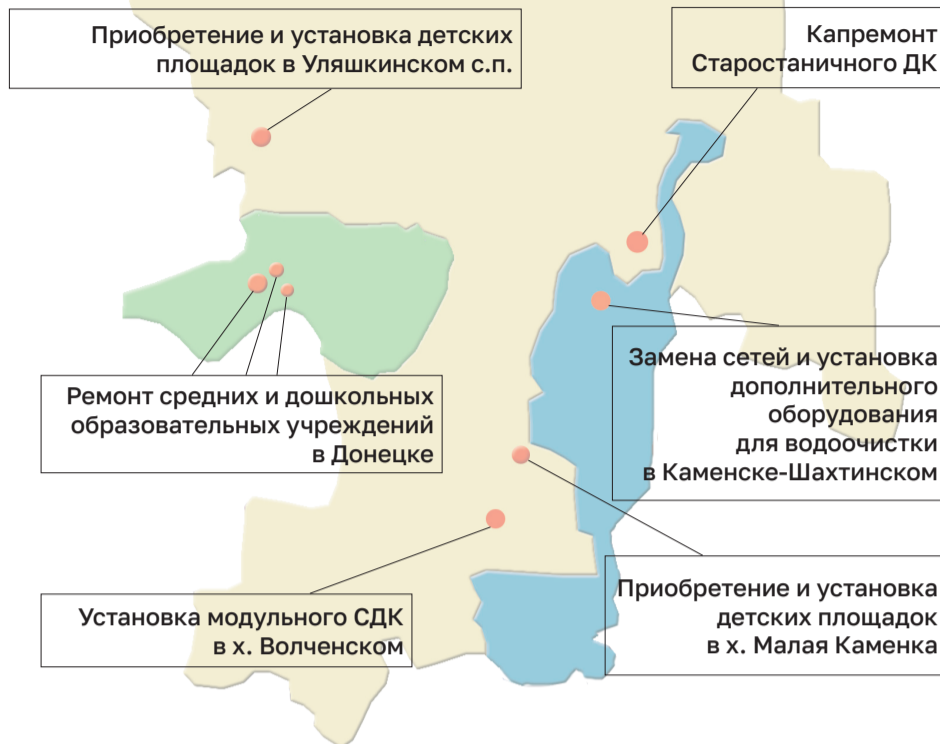 Приобретение и установка детских
площадок в Уляшкинском с.п.
Капремонт
Старостаничного ДК
Замена сетей и установка
дополнительного
оборудования
для водоочистки
в Каменске-Шахтинском
Ремонт средних и дошкольных
образовательных учреждений
в Донецке
Приобретение и установка
детских площадок
в х. Малая Каменка
Установка модульного СДК
в х. Волченском